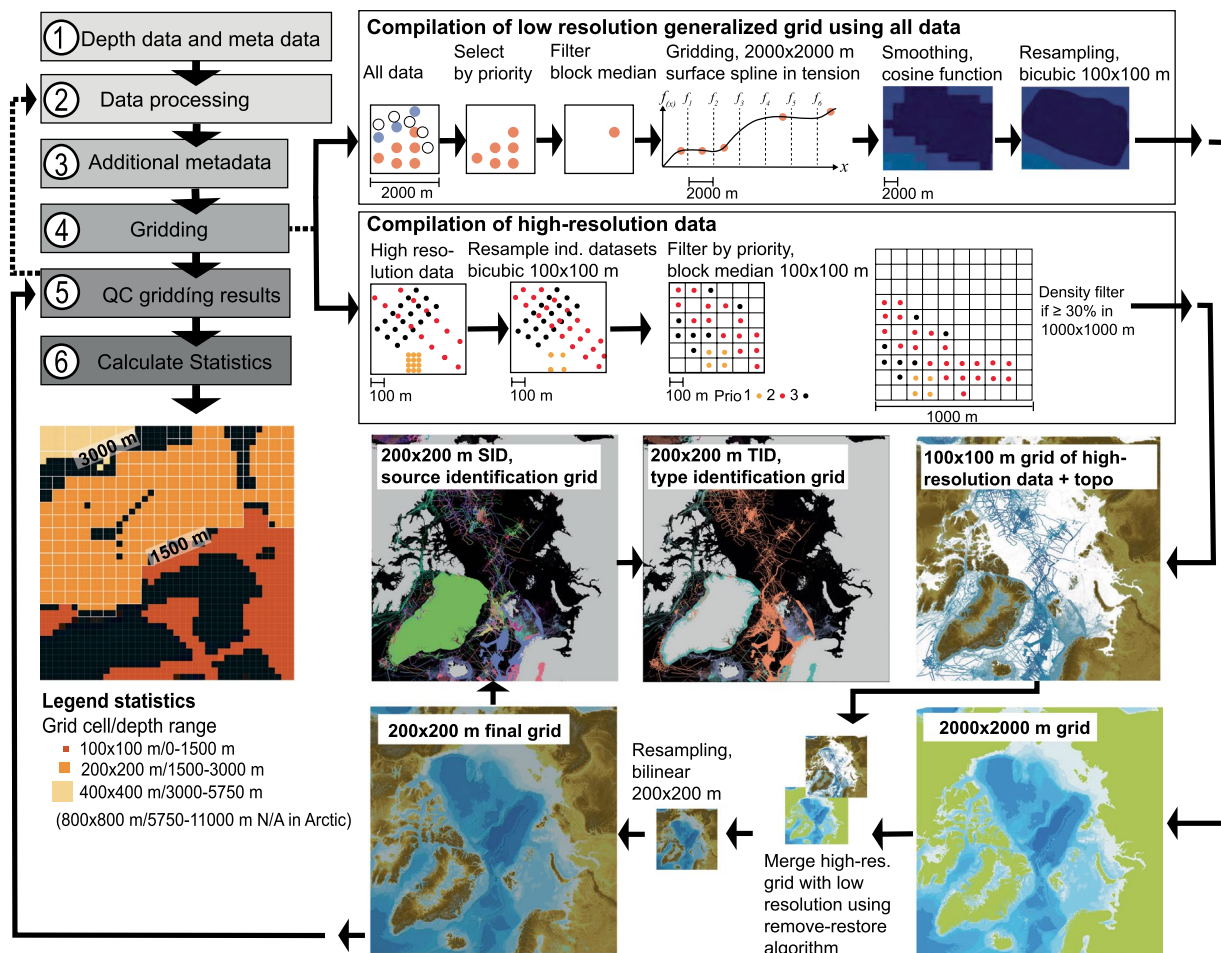 1 Depth data and meta data
2 Data processing
3 Additional metadata
4 Gridding
5 QC gridding results
6 Calculate Statistics
Compilation of low resolution generalized grid using all data
All data
Select
by priority
Filter
block median
Gridding, 2000x2000 m
surface spline in tension
Smoothing,
cosine function
Resampling,
bicubic 100x100 m
f(x) f1 f2 f3 f4 f5 f6
x
2000 m
2000 m
2000 m
Compilation of high-resolution data
High reso-
lution data
Resample ind. datasets
bicubic 100x100 m
Filter by priority,
block median 100x100 m
Density filter
if ≥ 30% in
1000x1000 m
100 m
100 m
100 m Prio 1 2 3
1000 m
3000 m
1500 m
Legend statistics
Grid cell/depth range
100x100 m/0-1500 m
200x200 m/1500-3000 m
400x400 m/3000-5750 m
(800x800 m/5750-11000 m N/A in Arctic)
200x200 m SID,
source identification grid
200x200 m TID,
type identification grid
100x100 m grid of high-
resolution data + topo
200x200 m final grid
Resampling,
bilinear
200x200 m
Merge high-res.
grid with low
resolution using
remove-restore
algorithm
2000x2000 m grid